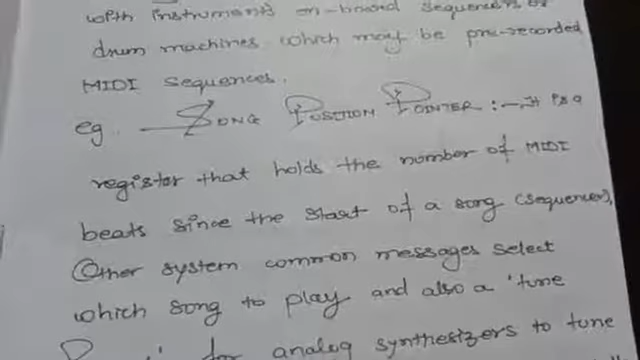 with instruments on-board sequencers or
drum machines which may be pre-recorded
MIDI sequences.
eg. SONG POSITION POINTER :- It is a
register that holds the number of MIDI
beats since the start of a song (sequence),
Other system common messages select
which song to play and also a 'tune
for analog synthesizers to tune